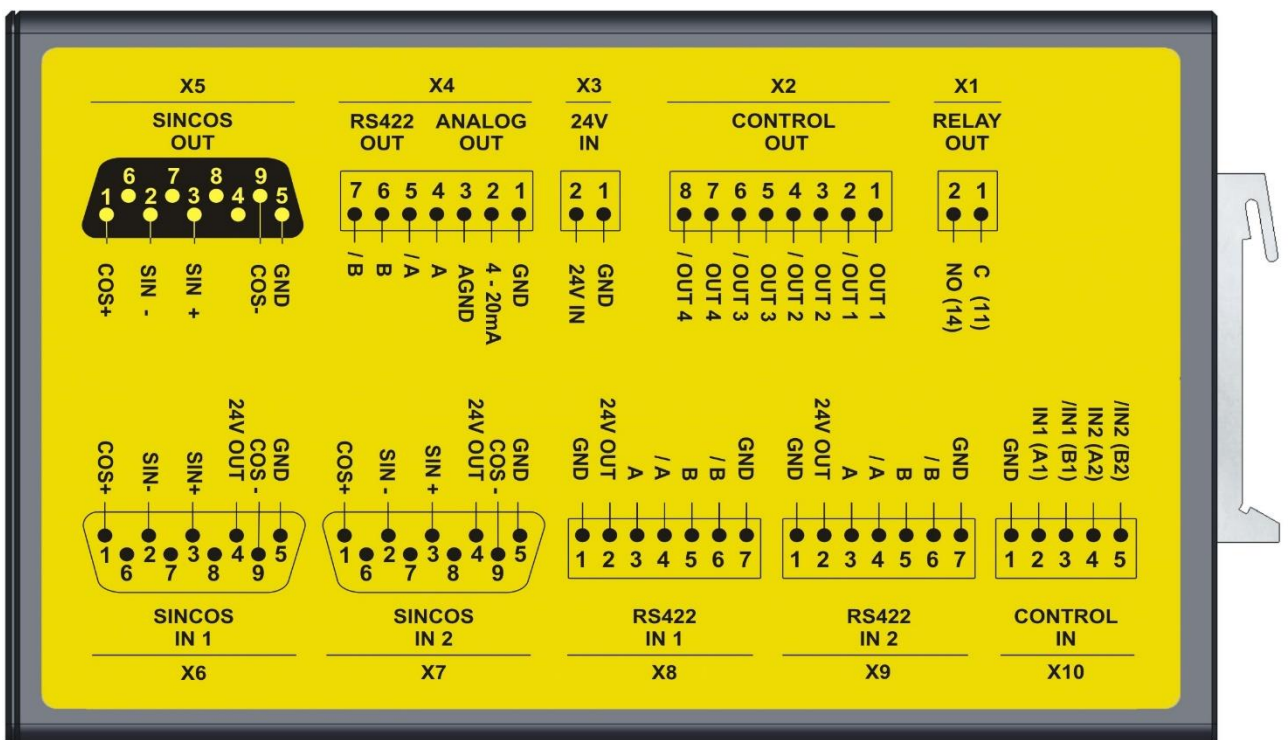 X5 X4 X3 X2 X1
SINCOS RS422 ANALOG 24V CONTROL RELAY
OUT OUT OUT IN OUT OUT
6 7 8 9
1 2 3 4 5
7 6 5 4 3 2 1
2 1
8 7 6 5 4 3 2 1
2 1
COS+
SIN -
SIN +
COS-
GND
/ B
B
/ A
A
AGND
4 - 20mA
GND
24V IN
GND
/ OUT 4
OUT 4
/ OUT 3
OUT 3
/ OUT 2
OUT 2
/ OUT 1
OUT 1
NO (14)
C (11)
COS+
SIN-
SIN+
24V OUT
COS -
GND
COS+
SIN -
SIN +
24V OUT
COS -
GND
GND
24V OUT
A
/ A
B
/ B
GND
GND
24V OUT
A
/ A
B
/ B
GND
GND
IN1 (A1)
/IN1 (B1)
IN2 (A2)
/IN2 (B2)
1 2 3 4 5
6 7 8 9
1 2 3 4 5
6 7 8 9
1 2 3 4 5 6 7
1 2 3 4 5 6 7
1 2 3 4 5
SINCOS SINCOS RS422 RS422 CONTROL
IN 1 IN 2 IN 1 IN 2 IN
X6 X7 X8 X9 X10